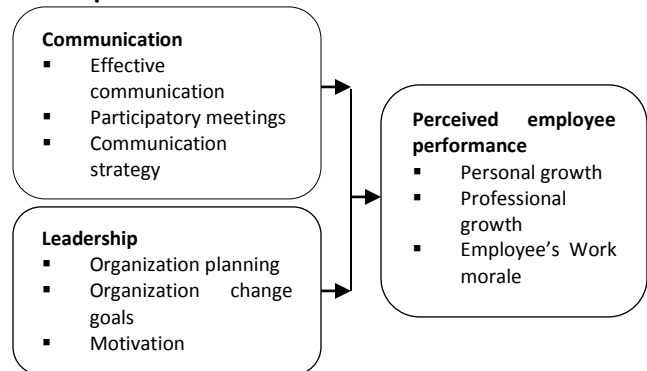 Communication
▪ Effective
communication
▪ Participatory meetings
▪ Communication
strategy
Leadership
▪ Organization planning
▪ Organization change
goals
▪ Motivation
Perceived employee
performance
▪ Personal growth
▪ Professional
growth
▪ Employee’s Work
morale